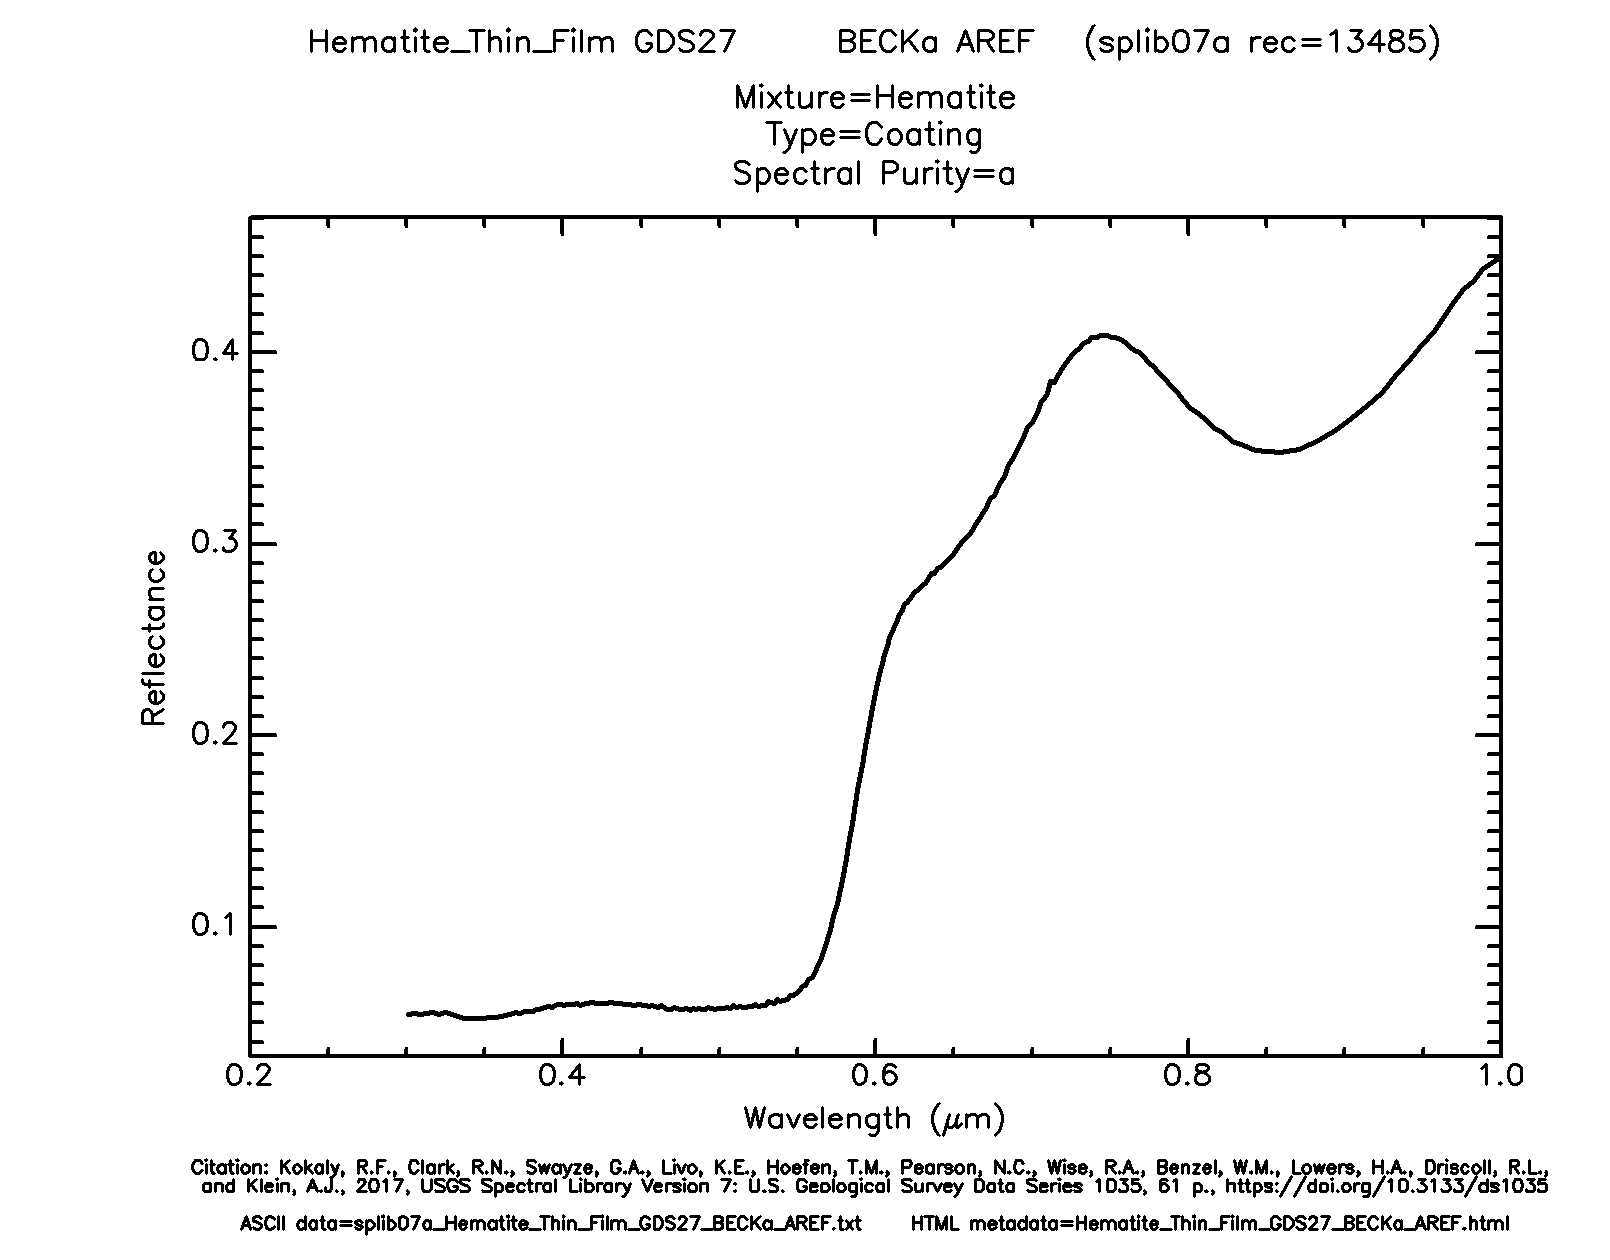 Hematite_Thin_Film GDS27 BECKa AREF (splib07a rec=13485)
Mixture=Hematite
Type=Coating
Spectral Purity=a
0.4
0.3
0.2
0.1
Reflectance
0.2 0.4 0.6 0.8 1.0
Wavelength (μm)
Citation: Kokaly, R.F., Clark, R.N., Swayze, G.A., Livo, K.E., Hoefen, T.M., Pearson, N.C., Wise, R.A., Benzel, W.M., Lowers, H.A., Driscoll, R.L.,
and Klein, A.J., 2017, USGS Spectral Library Version 7: U.S. Geological Survey Data Series 1035, 61 p., https://doi.org/10.3133/ds1035
ASCII data=splib07a_Hematite_Thin_Film_GDS27_BECKa_AREF.txt HTML metadata=Hematite_Thin_Film_GDS27_BECKa_AREF.html